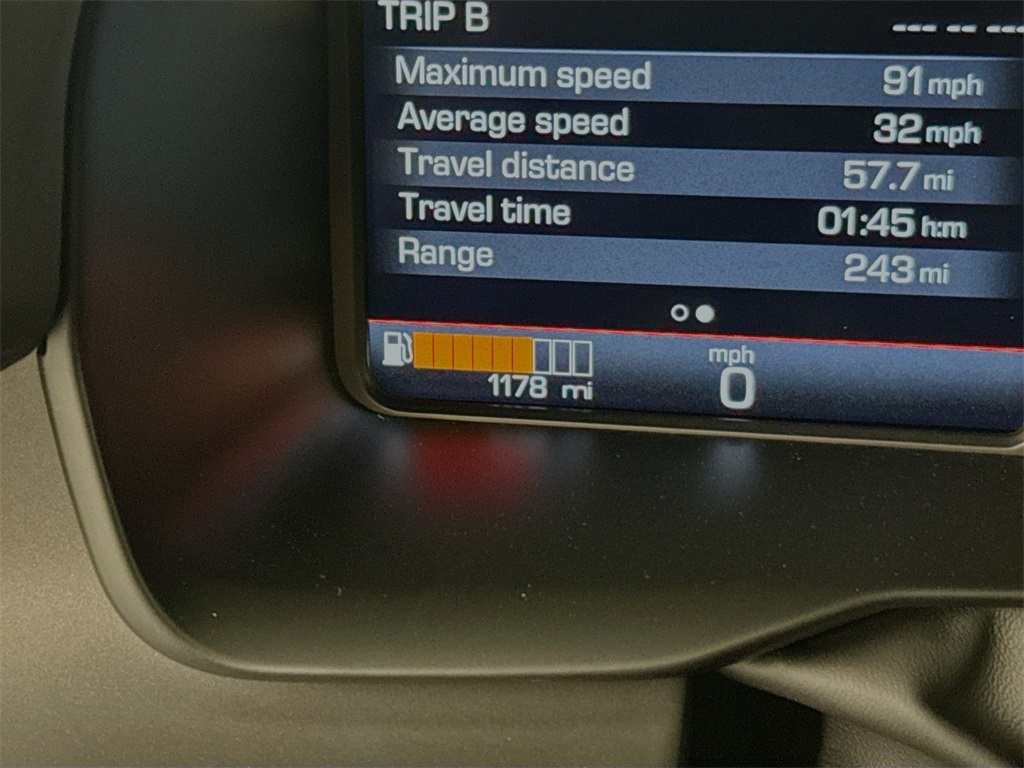 TRIP B --- -- ---
Maximum speed 91 mph
Average speed 32 mph
Travel distance 57.7 mi
Travel time 01:45 h:m
Range 243 mi
mph
1178 mi 0